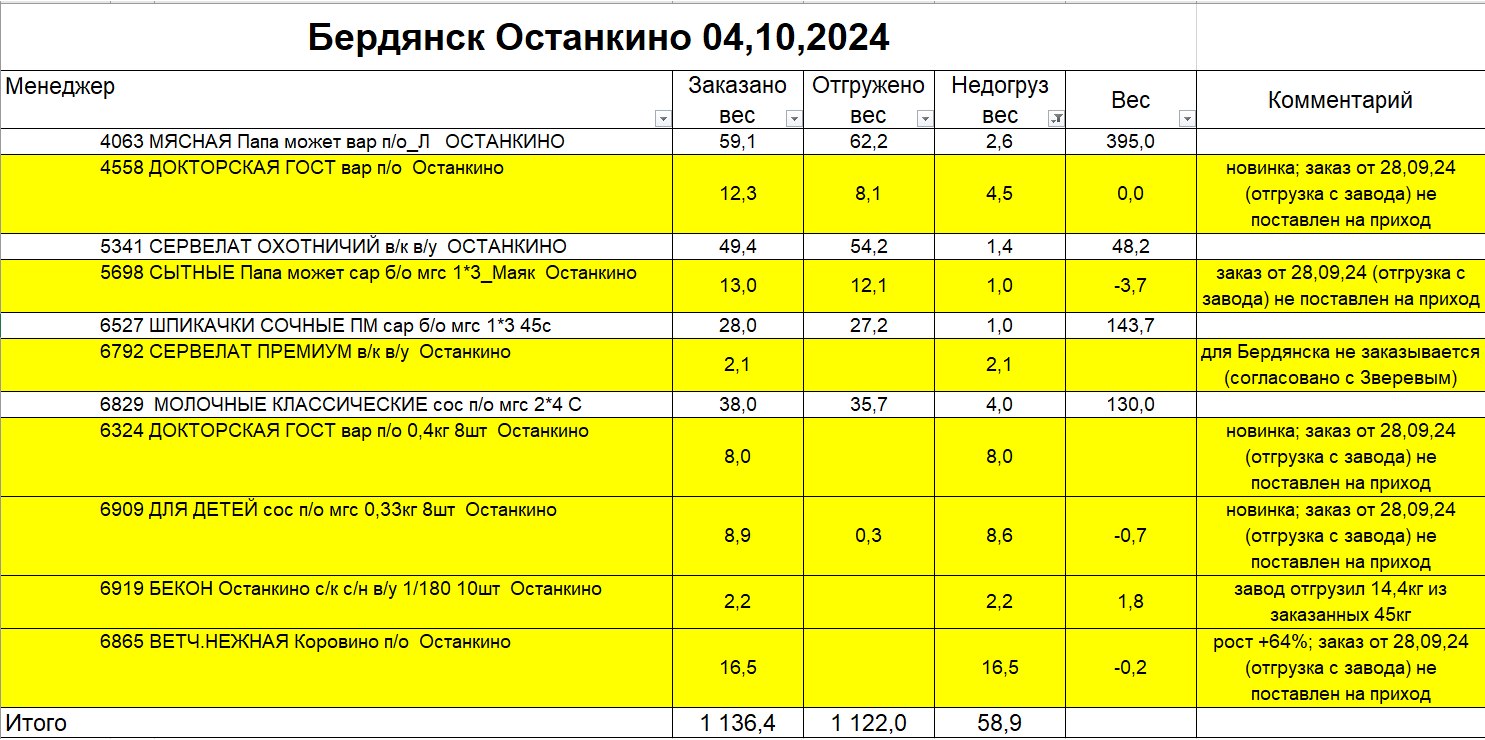 Бердянск Останкино 04,10,2024
Менеджер Заказано вес Отгружено вес Недогруз вес Вес Комментарий
4063 МЯСНАЯ Папа может вар п/о_Л ОСТАНКИНО 59,1 62,2 2,6 395,0
4558 ДОКТОРСКАЯ ГОСТ вар п/о Останкино 12,3 8,1 4,5 0,0 новинка; заказ от 28,09,24
(отгрузка с завода) не
поставлен на приход
5341 СЕРВЕЛАТ ОХОТНИЧИЙ в/к в/у ОСТАНКИНО 49,4 54,2 1,4 48,2
5698 СЫТНЫЕ Папа может сар б/о мгс 1*3_Маяк Останкино 13,0 12,1 1,0 -3,7 заказ от 28,09,24 (отгрузка с
завода) не поставлен на приход
6527 ШПИКАЧКИ СОЧНЫЕ ПМ сар б/о мгс 1*3 45с 28,0 27,2 1,0 143,7
6792 СЕРВЕЛАТ ПРЕМИУМ в/к в/у Останкино 2,1 2,1 для Бердянска не заказывается
(согласовано с Зверевым)
6829 МОЛОЧНЫЕ КЛАССИЧЕСКИЕ сос п/о мгс 2*4 С 38,0 35,7 4,0 130,0
6324 ДОКТОРСКАЯ ГОСТ вар п/о 0,4кг 8шт Останкино 8,0 8,0 новинка; заказ от 28,09,24
(отгрузка с завода) не
поставлен на приход
6909 ДЛЯ ДЕТЕЙ сос п/о мгс 0,33кг 8шт Останкино 8,9 0,3 8,6 -0,7 новинка; заказ от 28,09,24
(отгрузка с завода) не
поставлен на приход
6919 БЕКОН Останкино с/к с/н в/у 1/180 10шт Останкино 2,2 2,2 1,8 завод отгрузил 14,4кг из
заказанных 45кг
6865 ВЕТЧ.НЕЖНАЯ Коровино п/о Останкино 16,5 16,5 -0,2 рост +64%; заказ от 28,09,24
(отгрузка с завода) не
поставлен на приход
Итого 1 136,4 1 122,0 58,9